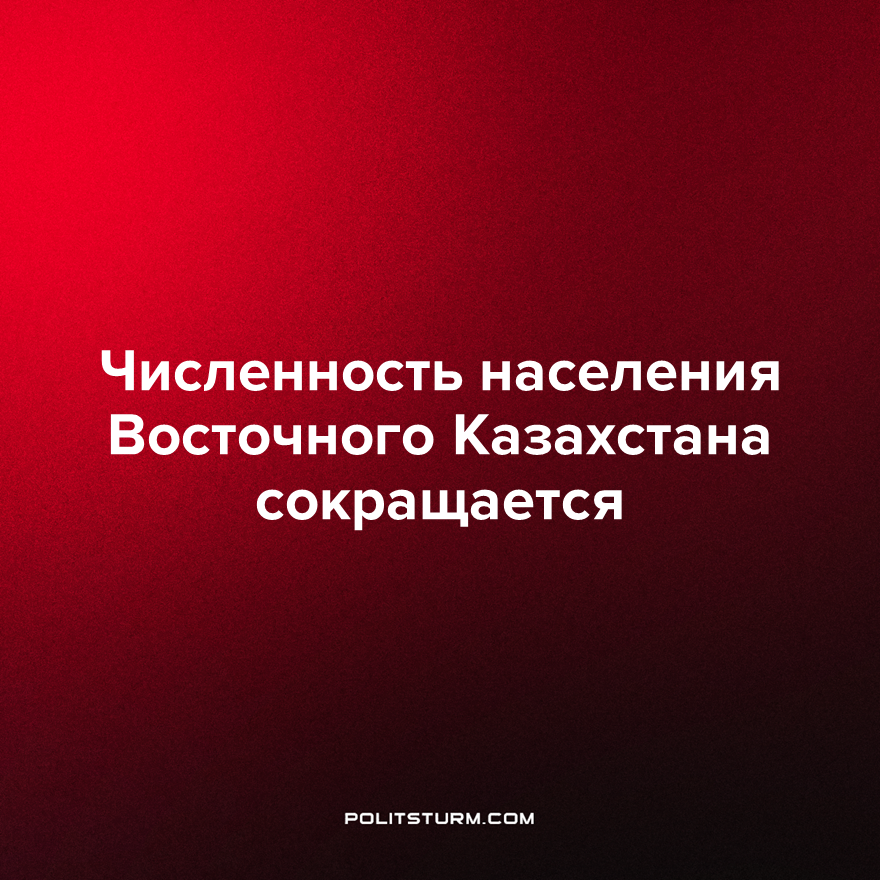 Численность населения
Восточного Казахстана
сокращается
POLITSTURM.COM